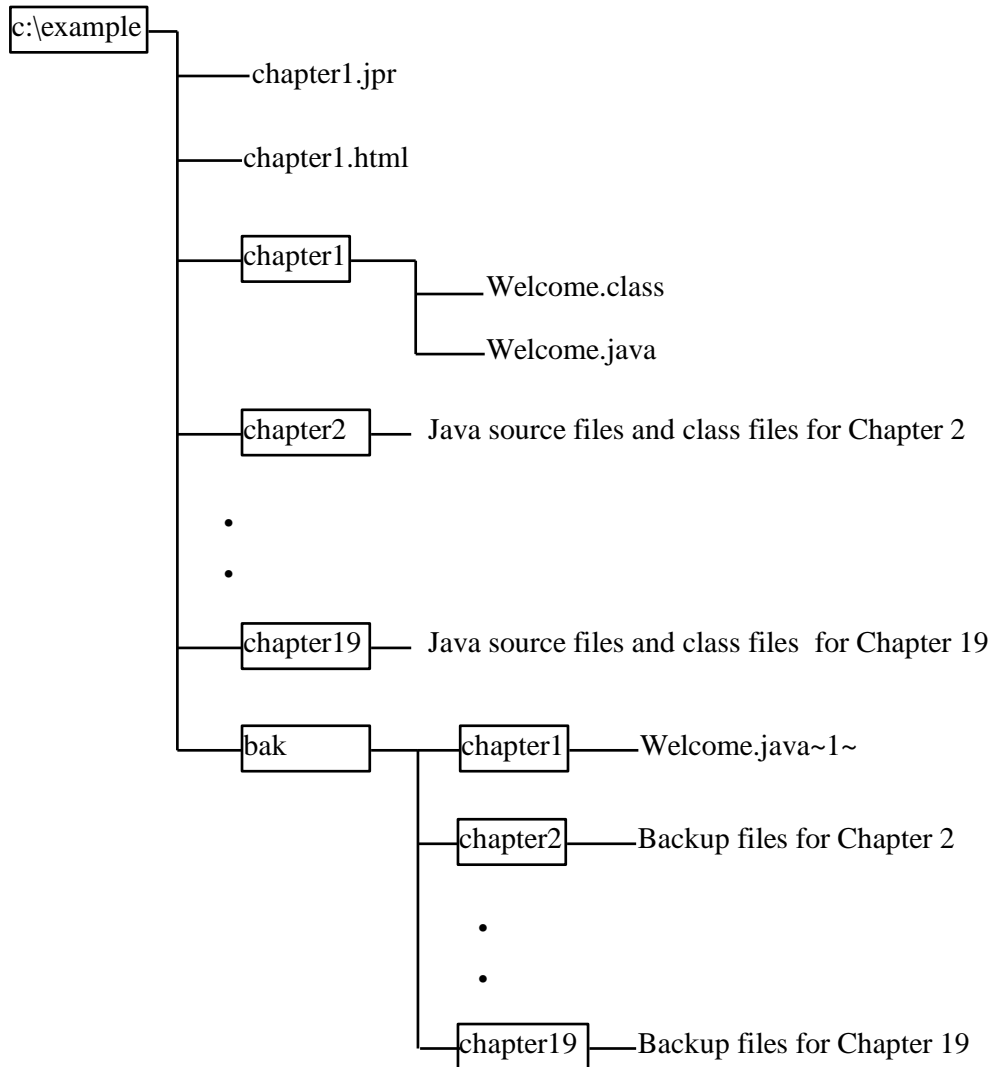 c:\example
chapter1.jpr
chapter1.html
chapter1
Welcome.class
Welcome.java
chapter2
Java source files and class files for Chapter 2
•
•
chapter19
Java source files and class files  for Chapter 19
bak
chapter1
Welcome.java~1~
chapter2
Backup files for Chapter 2
•
•
chapter19
Backup files for Chapter 19